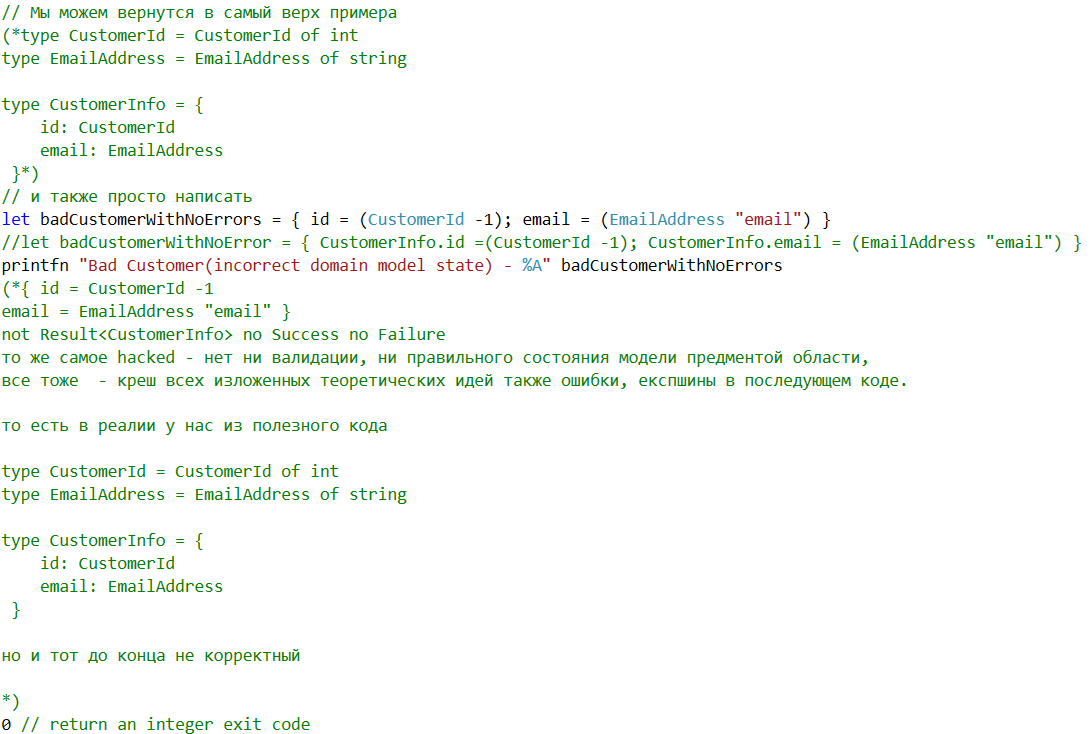 // Мы можем вернутся в самый верх примера
(*type CustomerId = CustomerId of int
type EmailAddress = EmailAddress of string
type CustomerInfo = {
id: CustomerId
email: EmailAddress
}*)
// и также просто написать
let badCustomerWithNoErrors = { id = (CustomerId -1); email = (EmailAddress "email") }
//let badCustomerWithNoError = { CustomerInfo.id =(CustomerId -1); CustomerInfo.email = (EmailAddress "email") }
printfn "Bad Customer(incorrect domain model state) - %A" badCustomerWithNoErrors
(*{ id = CustomerId -1
email = EmailAddress "email" }
not Result<CustomerInfo> no Success no Failure
то же самое hacked - нет ни валидации, ни правильного состояния модели предментой области,
все тоже  - креш всех изложенных теоретических идей также ошибки, експшины в последующем коде.
то есть в реалии у нас из полезного кода
type CustomerId = CustomerId of int
type EmailAddress = EmailAddress of string
type CustomerInfo = {
id: CustomerId
email: EmailAddress
}
но и тот до конца не корректный
*)
0 // return an integer exit code